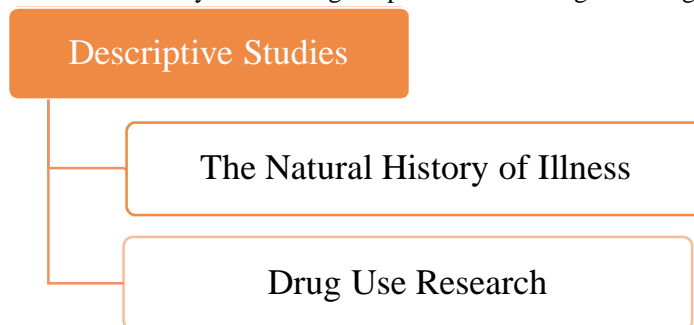 Descriptive Studies
The Natural History of Illness
Drug Use Research